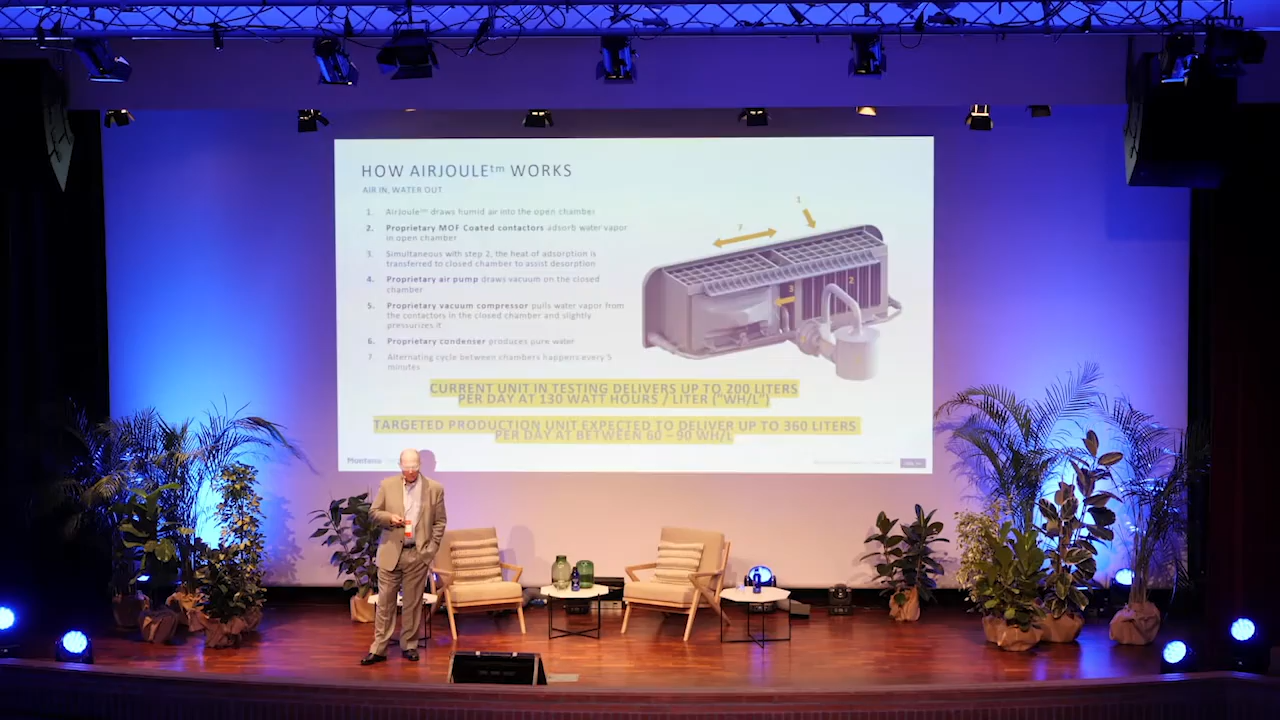 HOW AIRJOULE™ WORKS
AIR IN, WATER OUT
1. AirJoule™ draws humid air into the open chamber
2. Proprietary MOF Coated contactors adsorb water vapor
in open chamber
3. Simultaneous with step 2, the heat of adsorption is
transferred to closed chamber to assist desorption
4. Proprietary air pump draws vacuum on the closed
chamber
5. Proprietary vacuum compressor pulls water vapor from
the contactors in the closed chamber and slightly
pressurizes it
6. Proprietary condenser produces pure water
7. Alternating cycle between chambers happens every 5
minutes
1
7
2
3
CURRENT UNIT IN TESTING DELIVERS UP TO 200 LITERS
PER DAY AT 130 WATT HOURS / LITER ("WH/L")
TARGETED PRODUCTION UNIT EXPECTED TO DELIVER UP TO 360 LITERS
PER DAY AT BETWEEN 60 – 90 WH/L
Montana